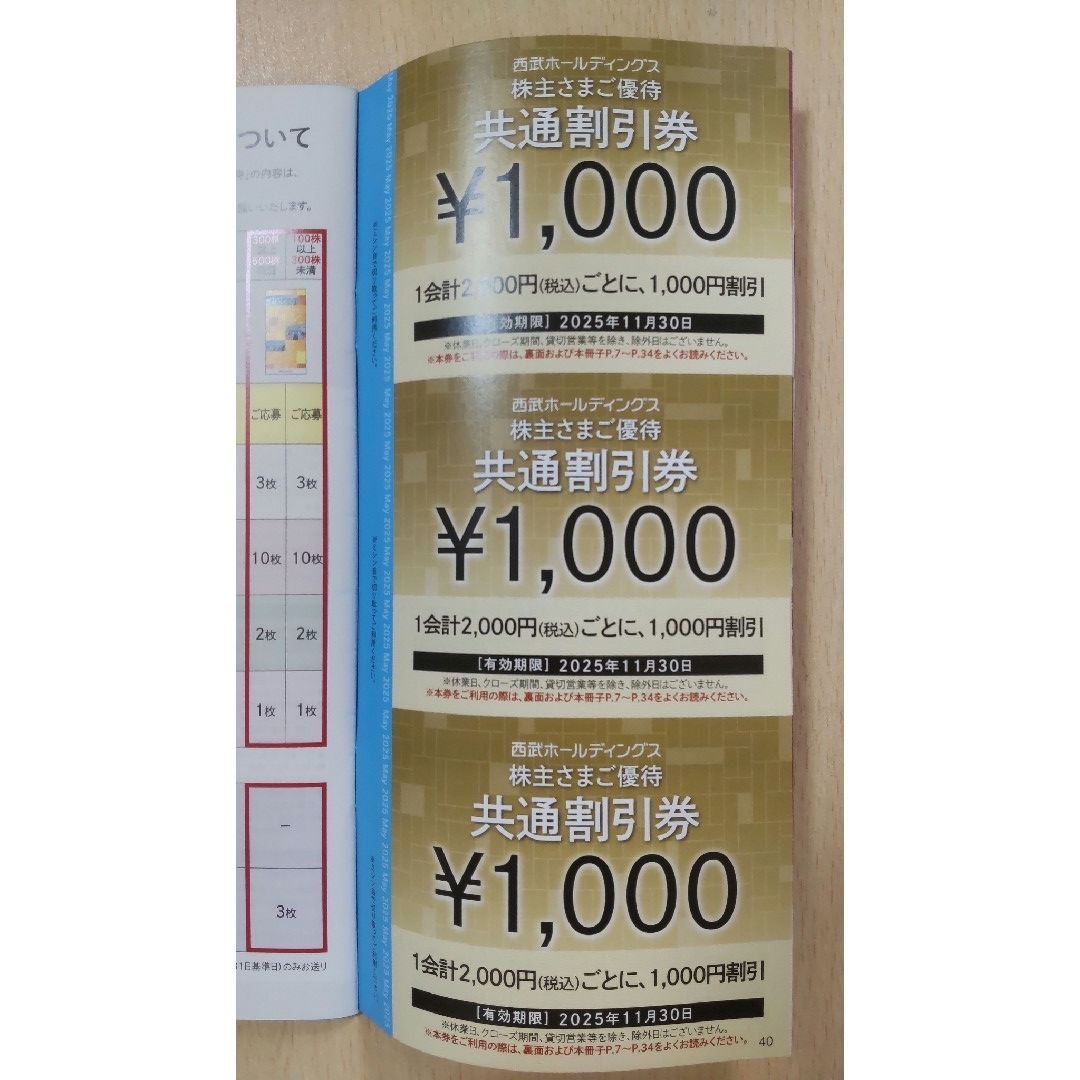 ついて
の内容は、
いたします。
300株 100株
以上
300株
未満
ご応募 ご応募
3枚 3枚
10枚 10枚
2枚 2枚
1枚 1枚
－
3枚
1日基準日)のみお送り
May 2025 May 2025 May 2025 May 2025 May 2025 May 2025 May 2025
西武ホールディングス
株主さまご優待
共通割引券
¥1,000
1会計2,000円(税込)ごとに、1,000円割引
効期限] 2025年11月30日
※休業日、クローズ期間、貸切営業等を除き、除外日はございません。
※本券をご利用の際は、裏面および本冊子P.7〜P.34をよくお読みください。
西武ホールディングス
株主さまご優待
共通割引券
¥1,000
1会計2,000円(税込)ごとに、1,000円割引
[有効期限] 2025年11月30日
※休業日、クローズ期間、貸切営業等を除き、除外日はございません。
※本券をご利用の際は、裏面および本冊子P.7〜P.34をよくお読みください。
西武ホールディングス
株主さまご優待
共通割引券
¥1,000
1会計2,000円(税込)ごとに、1,000円割引
[有効期限] 2025年11月30日
※休業日、クローズ期間、貸切営業等を除き、除外日はございません。
※本券をご利用の際は、裏面および本冊子P.7〜P.34をよくお読みください。
40